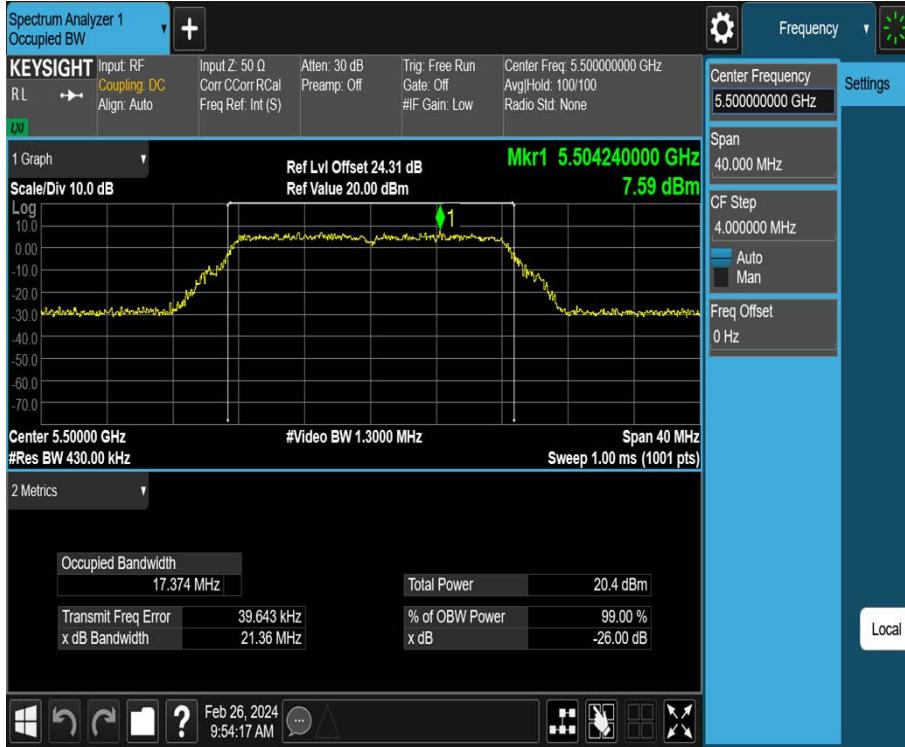 Spectrum Analyzer 1
Occupied BW
+
Frequency
KEYSIGHT
RL
LXI
Input: RF
Coupling: DC
Align: Auto
Input Z: 50 Ω
Corr CCorr RCal
Freq Ref: Int (S)
Atten: 30 dB
Preamp: Off
Trig: Free Run
Gate: Off
#IF Gain: Low
Center Freq: 5.500000000 GHz
Avg|Hold: 100/100
Radio Std: None
1 Graph
Scale/Div 10.0 dB
Ref Lvl Offset 24.31 dB
Ref Value 20.00 dBm
Mkr1 5.504240000 GHz
7.59 dBm
Log
10.0
0.00
-10.0
-20.0
-30.0
-40.0
-50.0
-60.0
-70.0
1
Center 5.50000 GHz
#Res BW 430.00 kHz
#Video BW 1.3000 MHz
Span 40 MHz
Sweep 1.00 ms (1001 pts)
2 Metrics
Occupied Bandwidth
17.374 MHz
Transmit Freq Error 39.643 kHz
x dB Bandwidth 21.36 MHz
Total Power 20.4 dBm
% of OBW Power 99.00 %
x dB -26.00 dB
Center Frequency
5.500000000 GHz
Span
40.000 MHz
CF Step
4.000000 MHz
Auto
Man
Freq Offset
0 Hz
Settings
Local
?
Feb 26, 2024
9:54:17 AM